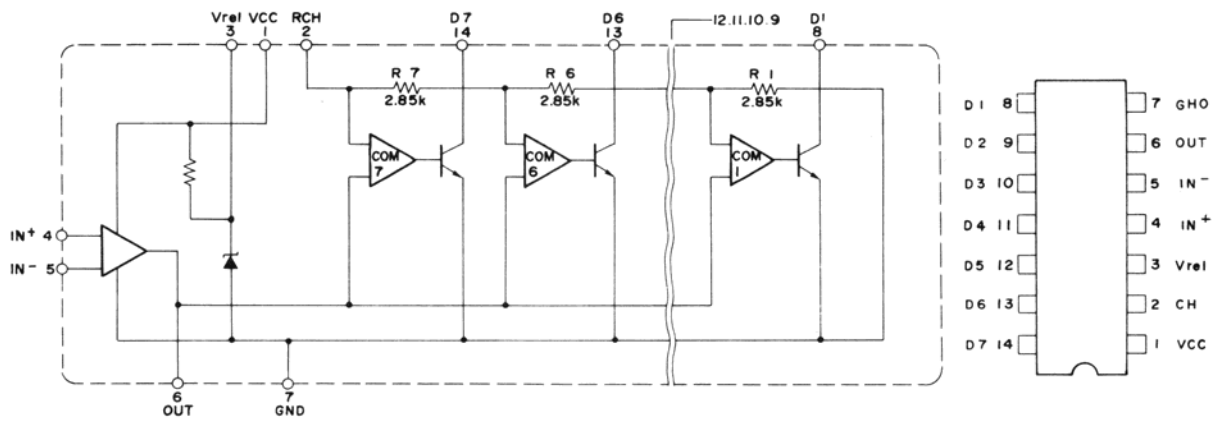 Vrel VCC RCH D7 D6 12.11.10.9 D1
3 1 2 14 13 8
R 7 R 6 R 1
2.85k 2.85k 2.85k
COM 7
COM 6
COM 1
IN+ 4
IN- 5
6 7
OUT GND
D1 8 7 GHO
D2 9 6 OUT
D3 10 5 IN-
D4 11 4 IN+
D5 12 3 Vrel
D6 13 2 CH
D7 14 1 VCC